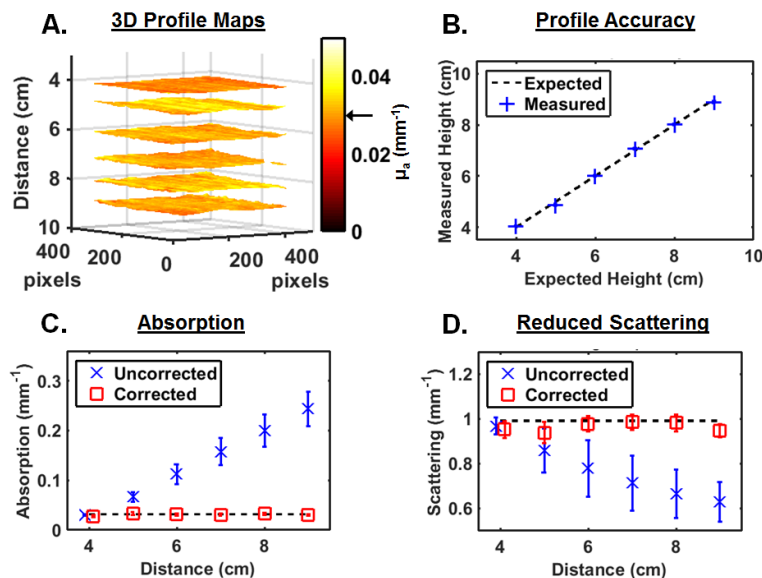 A. 3D Profile Maps
Distance (cm)
4
6
8
10
400
200
0
200
400
pixels
pixels
0.04
0.02
0
μa (mm⁻¹)
B. Profile Accuracy
Expected
Measured
Measured Height (cm)
10
8
6
4
4 6 8 10
Expected Height (cm)
C. Absorption
Uncorrected
Corrected
Absorption (mm⁻¹)
0.3
0.2
0.1
0
4 6 8
Distance (cm)
D. Reduced Scattering
Uncorrected
Corrected
Scattering (mm⁻¹)
1.2
1
0.8
0.6
4 6 8
Distance (cm)